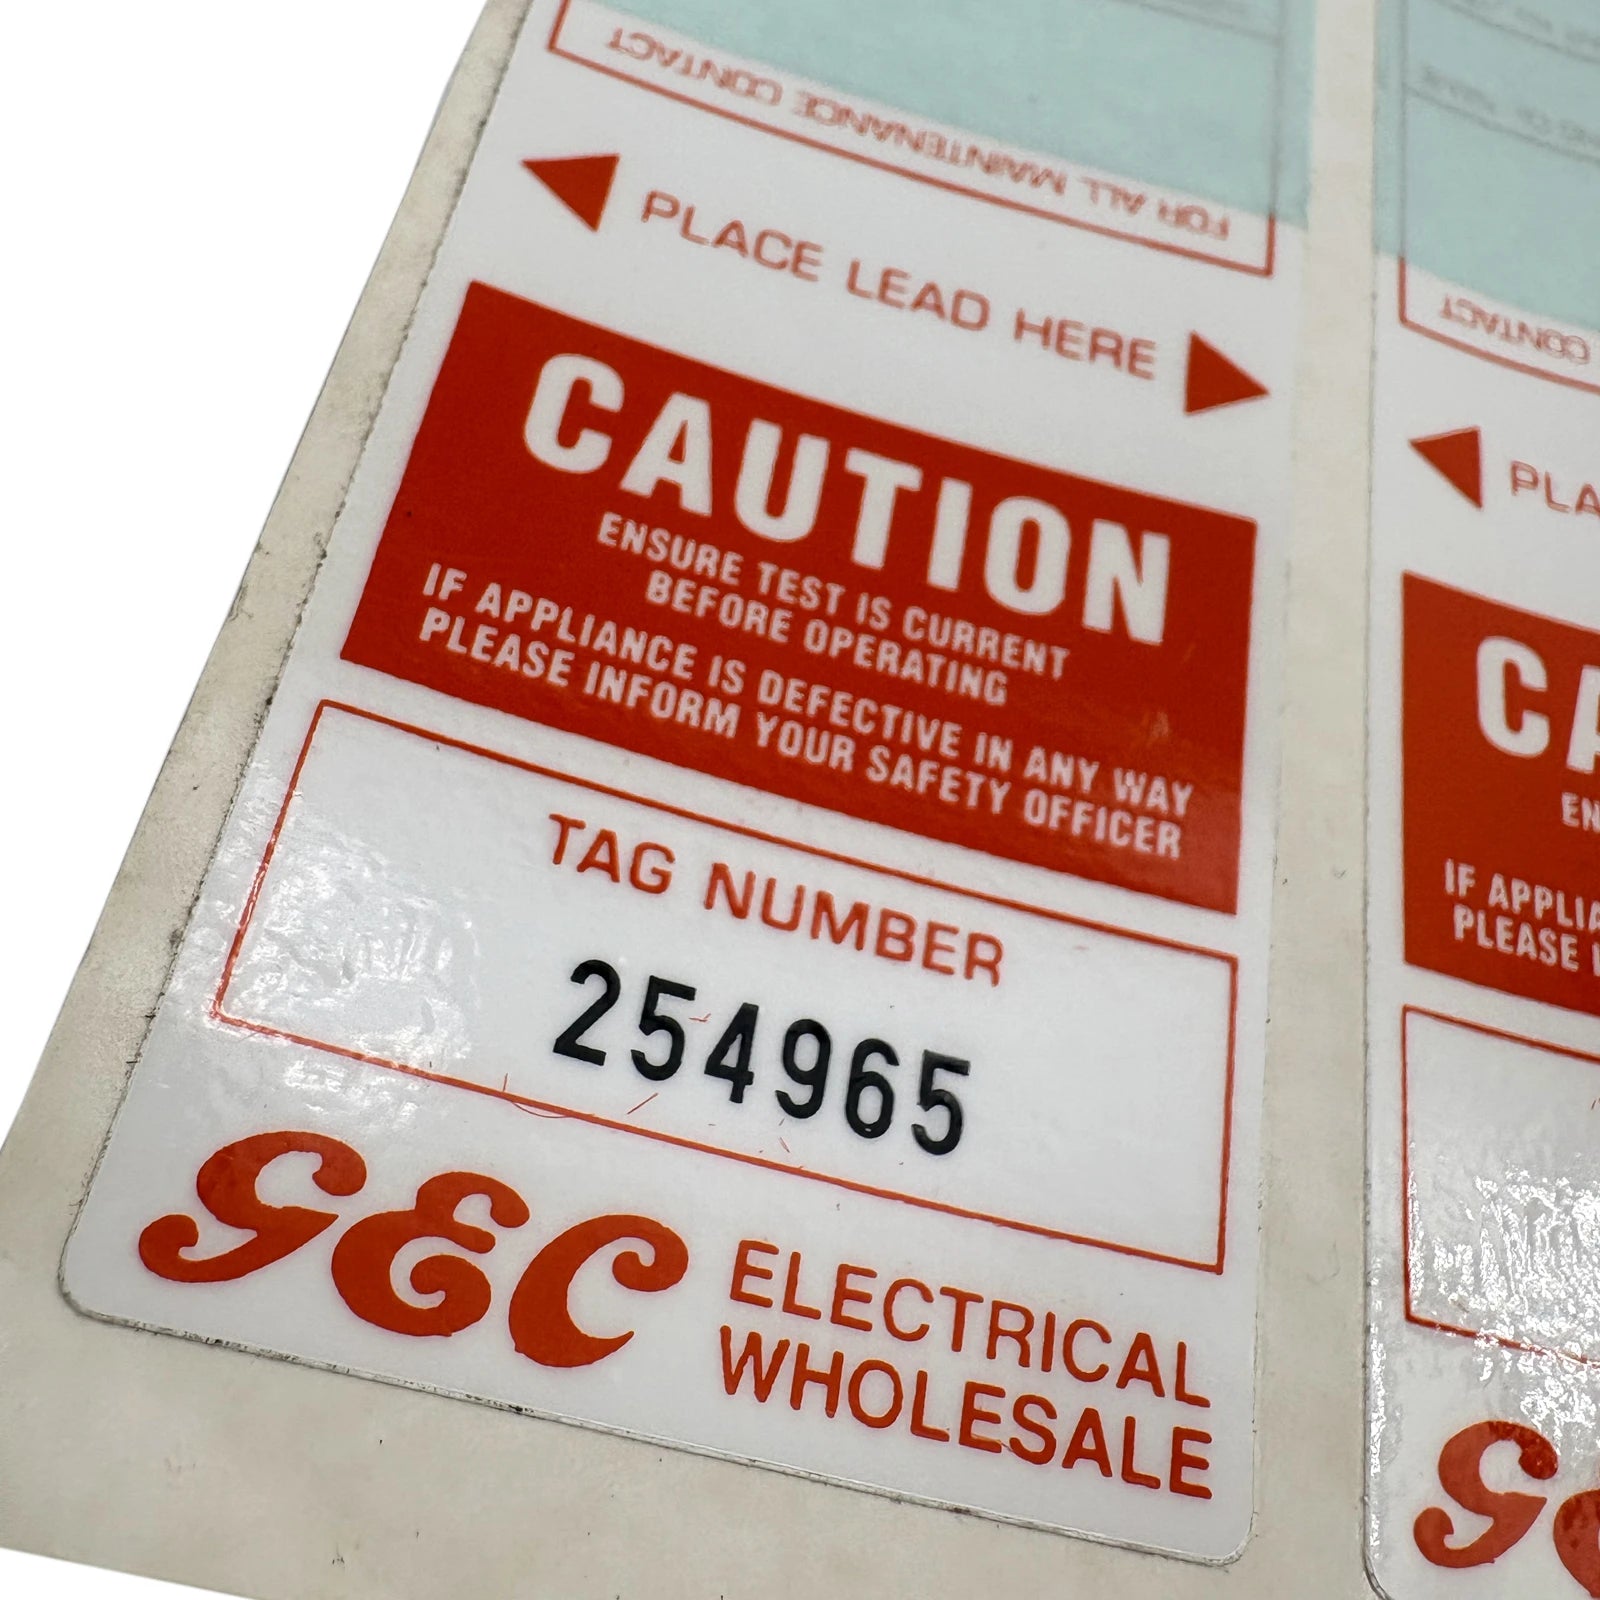 FOR ALL MAINTENANCE CONTACT
PLACE LEAD HERE
CAUTION
ENSURE TEST IS CURRENT
BEFORE OPERATING
IF APPLIANCE IS DEFECTIVE IN ANY WAY
PLEASE INFORM YOUR SAFETY OFFICER
TAG NUMBER
254965
GEC ELECTRICAL
WHOLESALE
CONTACT
PLA
CA
EN
IF APPLIA
PLEASE I